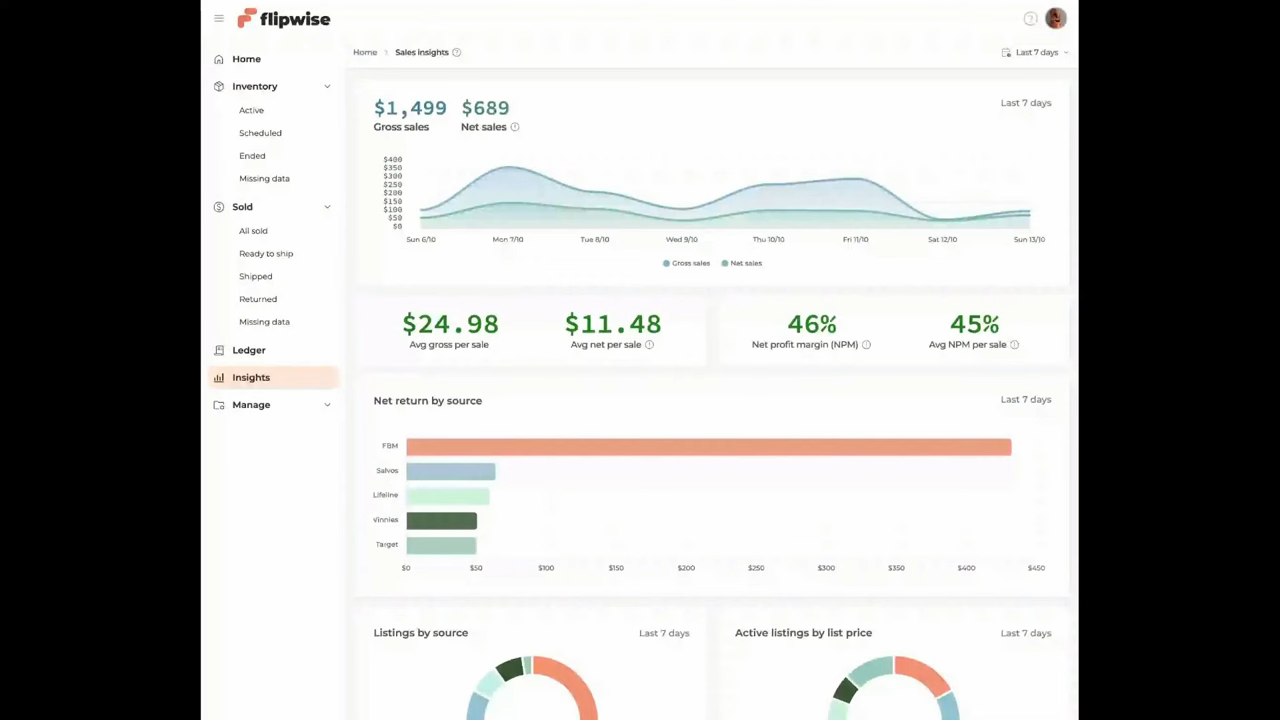 flipwise
Home
Sales insights
Last 7 days
Home
Inventory
Active
Scheduled
Ended
Missing data
Sold
All sold
Ready to ship
Shipped
Returned
Missing data
Ledger
Insights
Manage
$1,499 $689
Gross sales Net sales
Last 7 days
$400
$350
$300
$250
$200
$150
$100
$50
$0
Sun 6/10 Mon 7/10 Tue 8/10 Wed 9/10 Thu 10/10 Fri 11/10 Sat 12/10 Sun 13/10
Gross sales Net sales
$24.98 $11.48 46% 45%
Avg gross per sale Avg net per sale Net profit margin (NPM) Avg NPM per sale
Net return by source Last 7 days
FBM
Salvos
Lifeline
Vinnies
Target
$0 $50 $100 $150 $200 $250 $300 $350 $400 $450
Listings by source Last 7 days
Active listings by list price Last 7 days